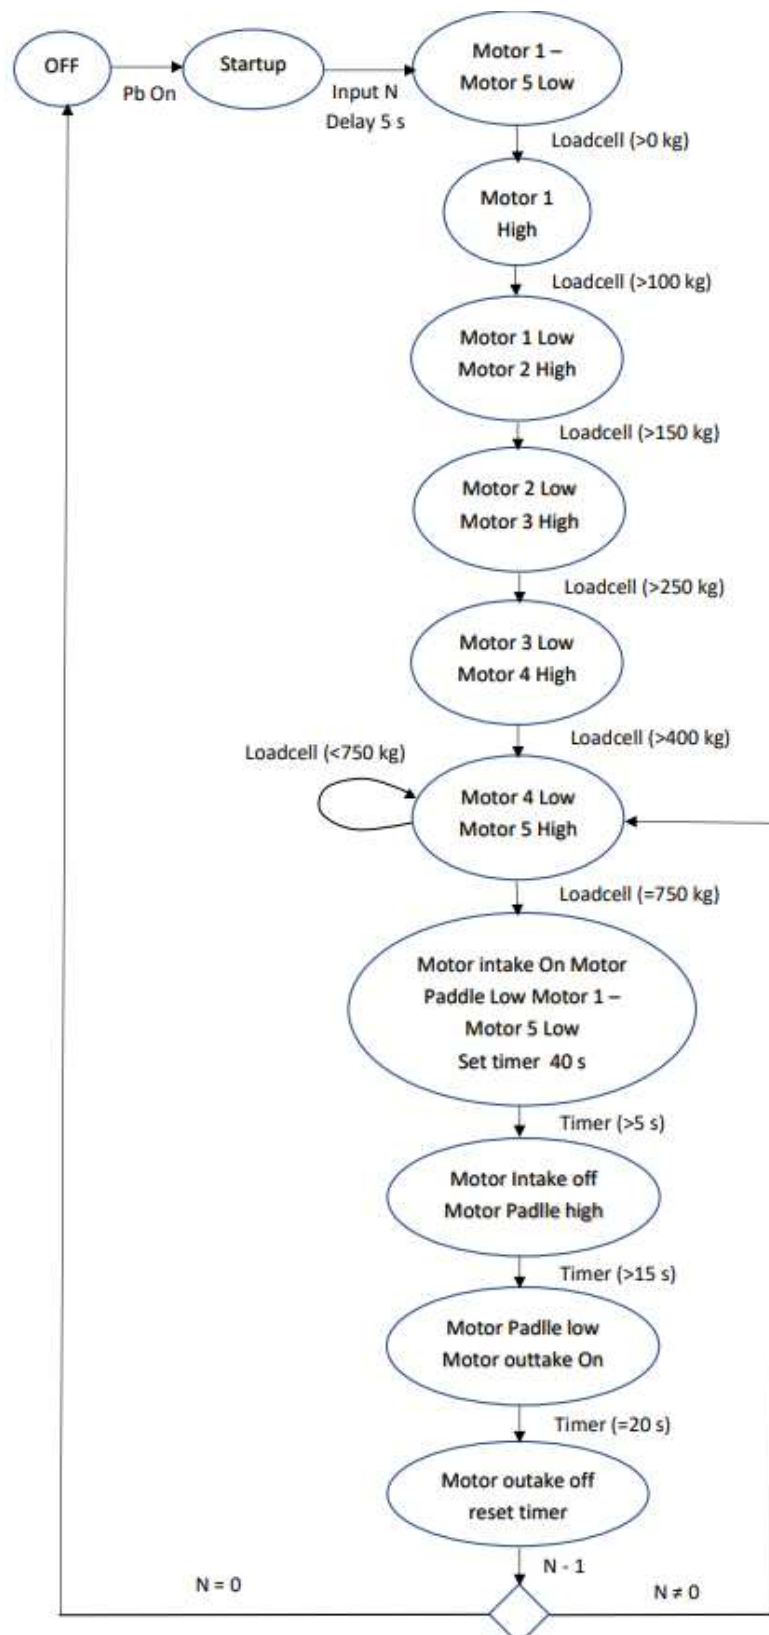 OFF
Pb On
Startup
Input N
Delay 5 s
Motor 1 –
Motor 5 Low
Loadcell (>0 kg)
Motor 1
High
Loadcell (>100 kg)
Motor 1 Low
Motor 2 High
Loadcell (>150 kg)
Motor 2 Low
Motor 3 High
Loadcell (>250 kg)
Motor 3 Low
Motor 4 High
Loadcell (>400 kg)
Loadcell (<750 kg)
Motor 4 Low
Motor 5 High
Loadcell (=750 kg)
Motor intake On Motor
Paddle Low Motor 1 –
Motor 5 Low
Set timer 40 s
Timer (>5 s)
Motor Intake off
Motor Padlle high
Timer (>15 s)
Motor Padlle low
Motor outtake On
Timer (=20 s)
Motor outake off
reset timer
N - 1
N = 0
N ≠ 0